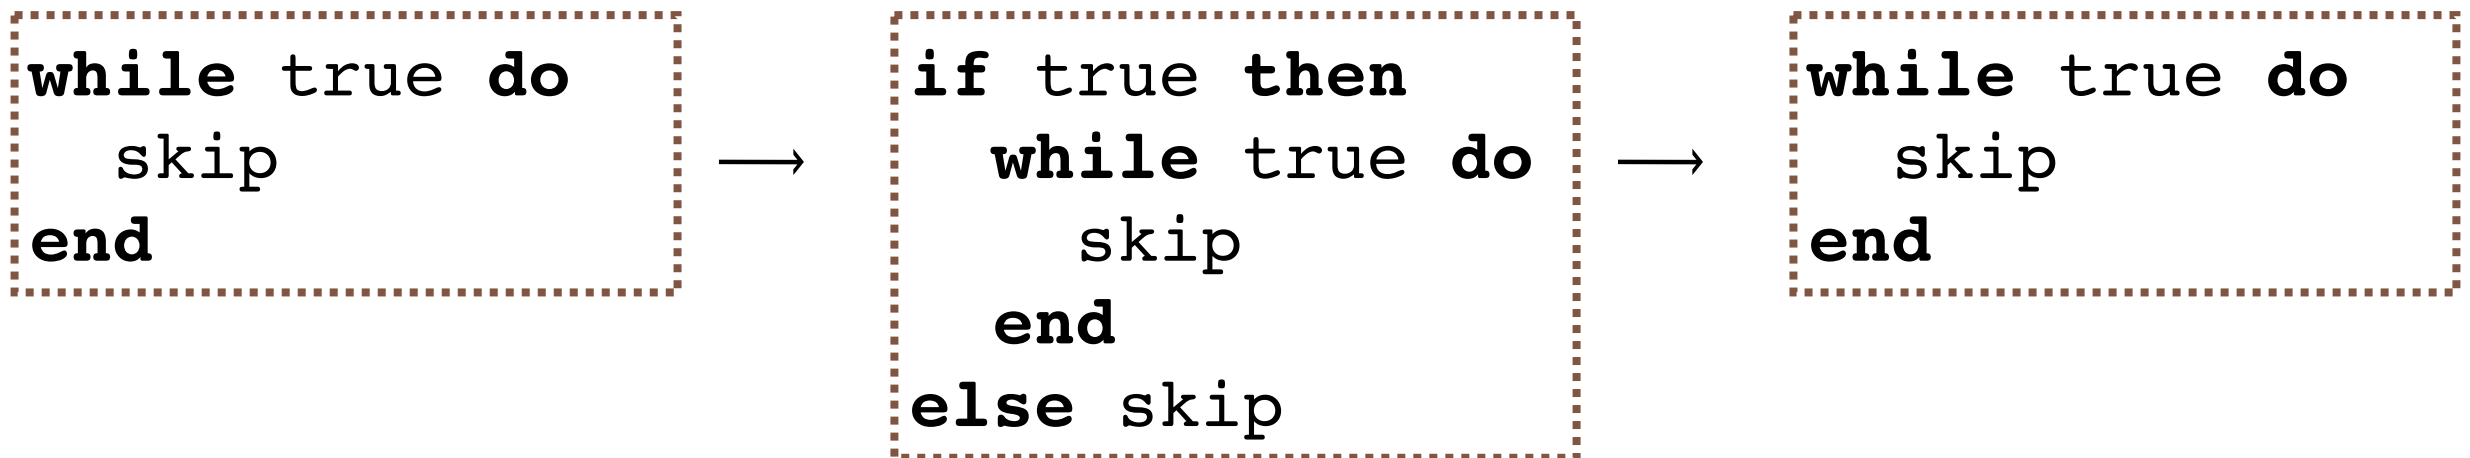 while true do
skip
end
⟶
if true then
while true do
skip
end
else skip
⟶
while true do
skip
end